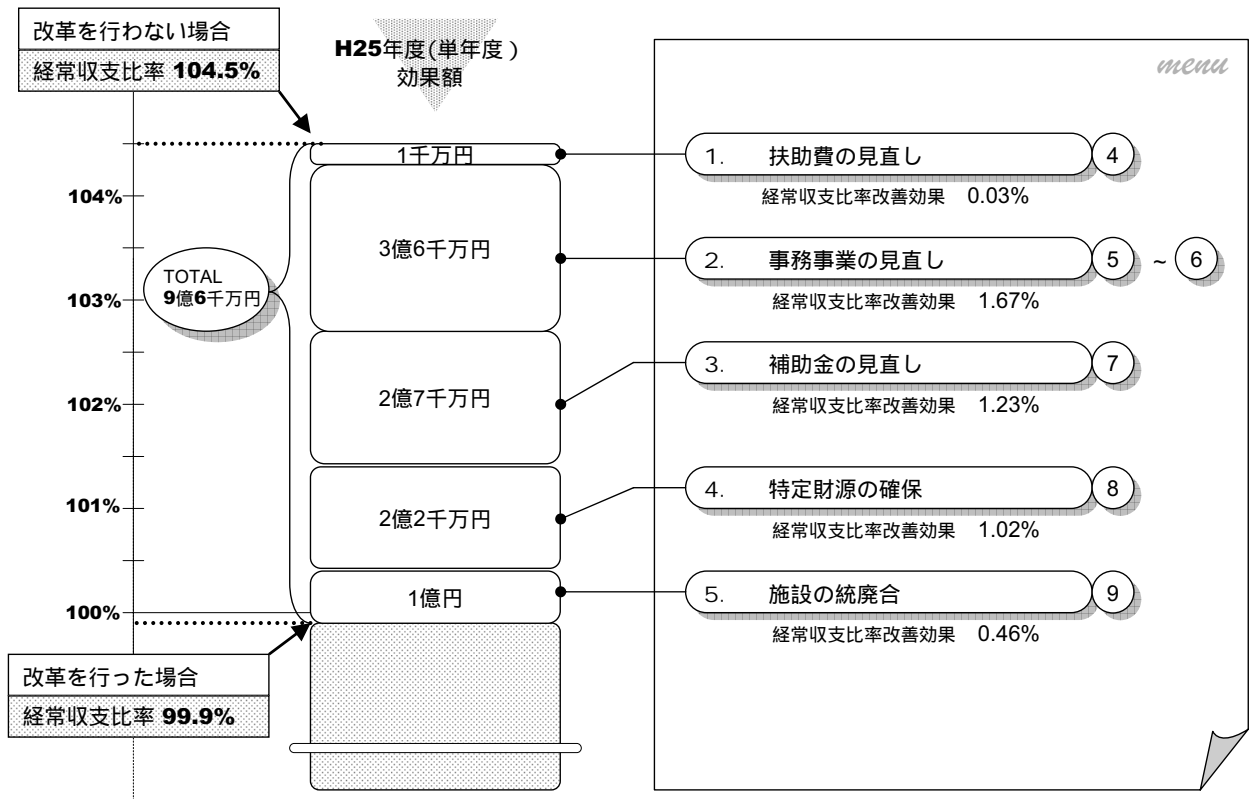 改革を行わない場合
経常収支比率 104.5%
H25年度(単年度)
効果額
menu
1千万円
1. 扶助費の見直し 4
経常収支比率改善効果 0.03%
104%
3億6千万円
2. 事務事業の見直し 5 ~ 6
経常収支比率改善効果 1.67%
TOTAL
9億6千万円
103%
2億7千万円
3. 補助金の見直し 7
経常収支比率改善効果 1.23%
102%
2億2千万円
4. 特定財源の確保 8
経常収支比率改善効果 1.02%
101%
1億円
5. 施設の統廃合 9
経常収支比率改善効果 0.46%
100%
改革を行った場合
経常収支比率 99.9%